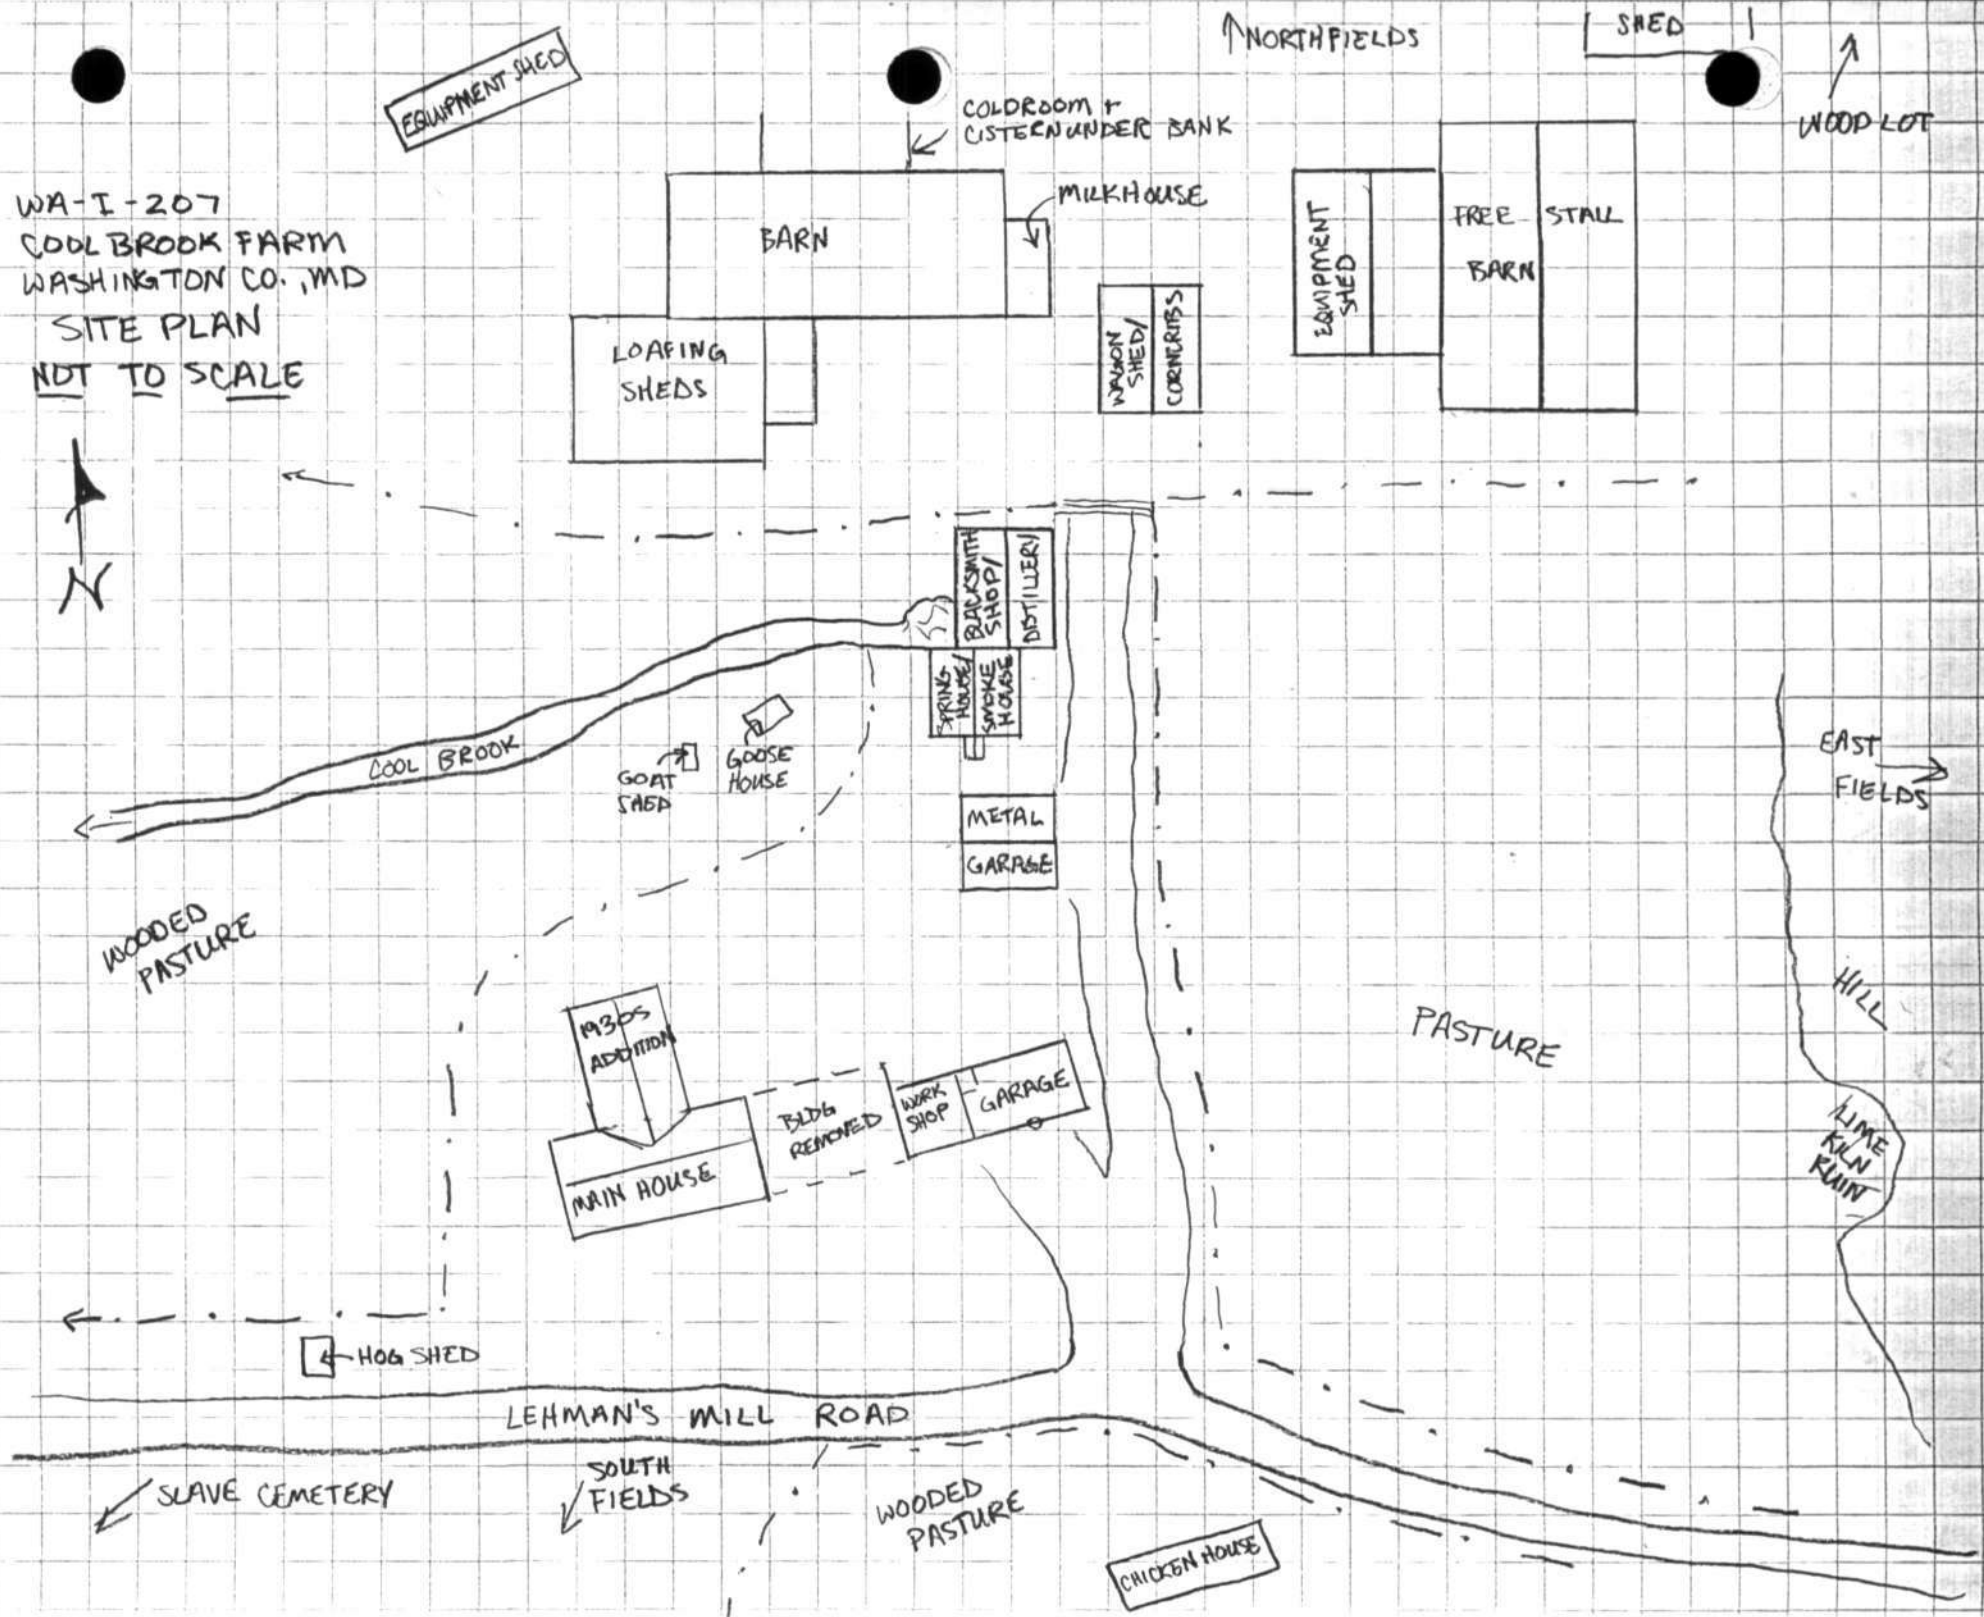 ↑NORTH FIELDS
SHED
EQUIPMENT SHED
COLDROOM +
CISTERN UNDER BANK
WOOD LOT
WA-I-207
COOL BROOK FARM
WASHINGTON CO., MD
SITE PLAN
NOT TO SCALE
N
BARN
MILKHOUSE
LOAFING
SHEDS
WAGON
SHED/
CORNCRIBS
EQUIPMENT
SHED
FREE STALL
BARN
BLACKSMITH
SHOP/
DISTILLERY
SPRING
HOUSE/
SMOKE
HOUSE
COOL BROOK
GOAT
SHED
GOOSE
HOUSE
METAL
GARAGE
EAST
FIELDS
WOODED
PASTURE
1930S
ADDITION
MAIN HOUSE
BLDG
REMOVED
WORK
SHOP
GARAGE
PASTURE
HILL
LIME
KILN
RUIN
HOG SHED
LEHMAN'S MILL ROAD
SLAVE CEMETERY
SOUTH
FIELDS
WOODED
PASTURE
CHICKEN HOUSE